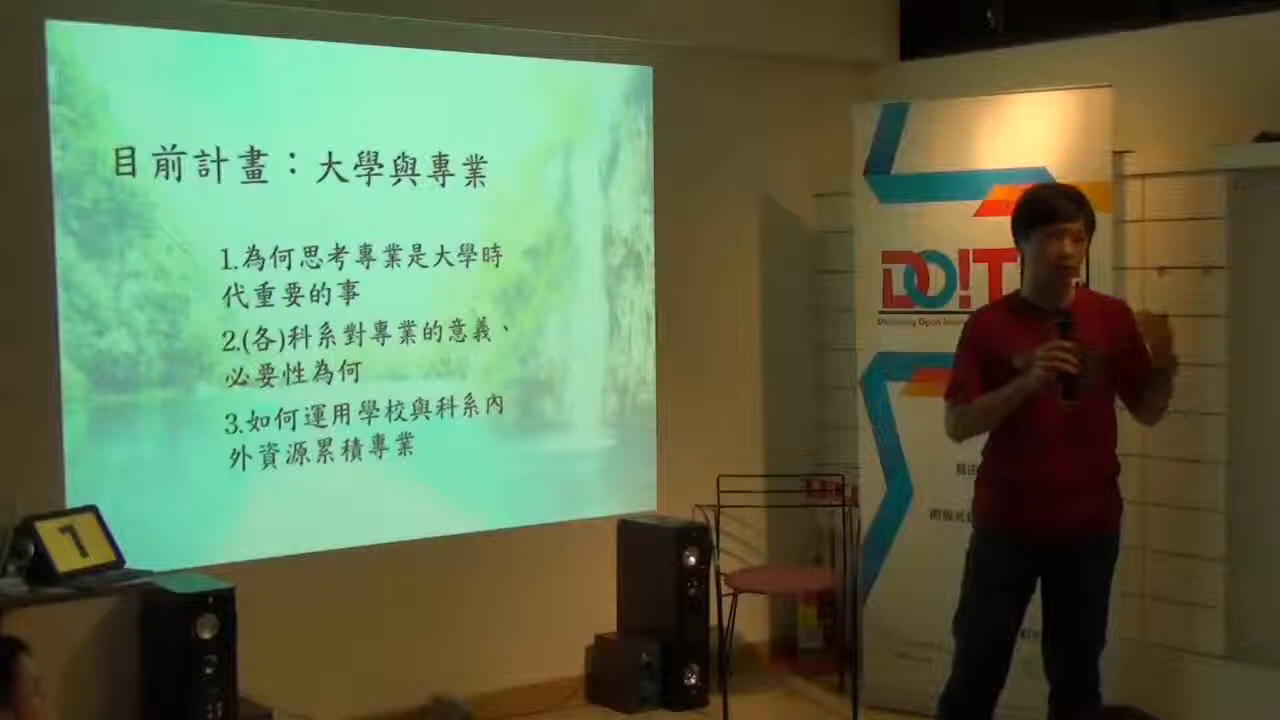 目前計畫：大學與專業
1.為何思考專業是大學時
代重要的事
2.(各)科系對專業的意義、
必要性為何
3.如何運用學校與科系內
外資源累積專業
7
DO!T